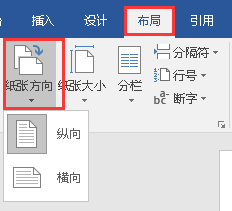 插入 设计 布局 引用
纸张方向 纸张大小 分栏 分隔符
行号
断字
纵向
横向